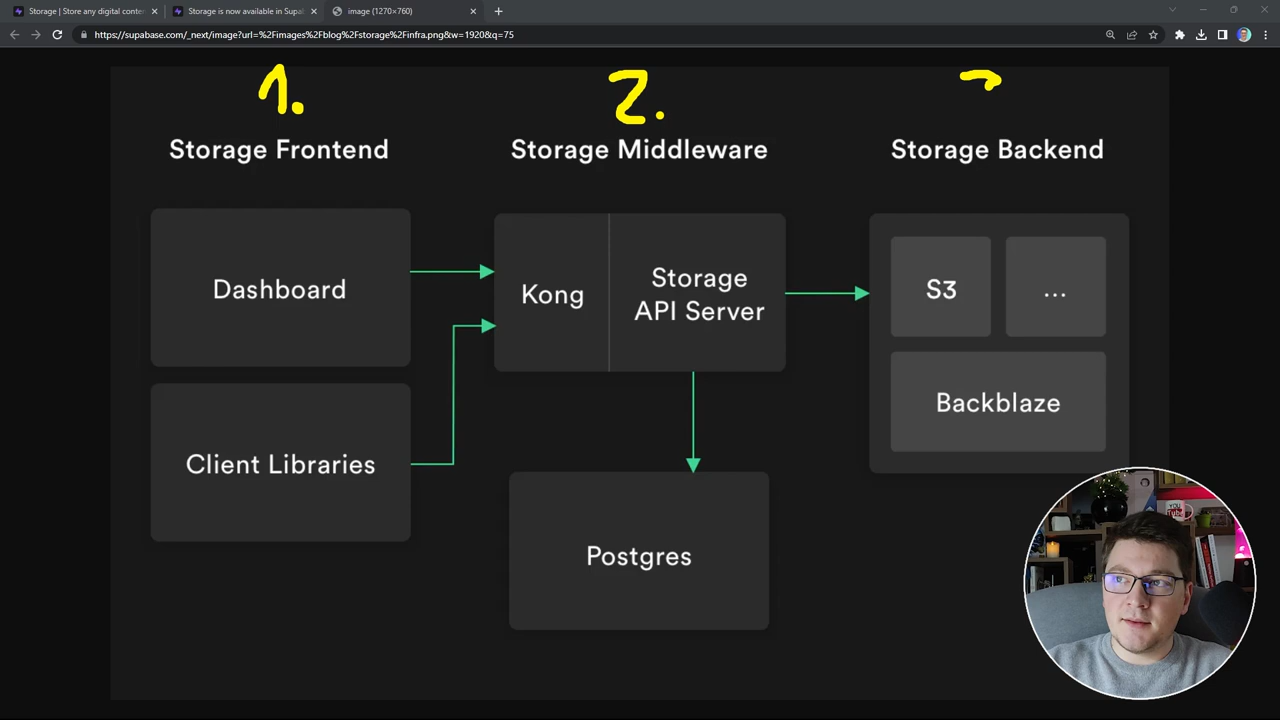 Storage | Store any digital conte
Storage is now available in Supab
image (1270×760)
https://supabase.com/_next/image?url=%2Fimages%2Fblog%2Fstorage%2Finfra.png&w=1920&q=75
1.
2.
Storage Frontend
Storage Middleware
Storage Backend
Dashboard
Client Libraries
Kong
Storage
API Server
Postgres
S3
...
Backblaze